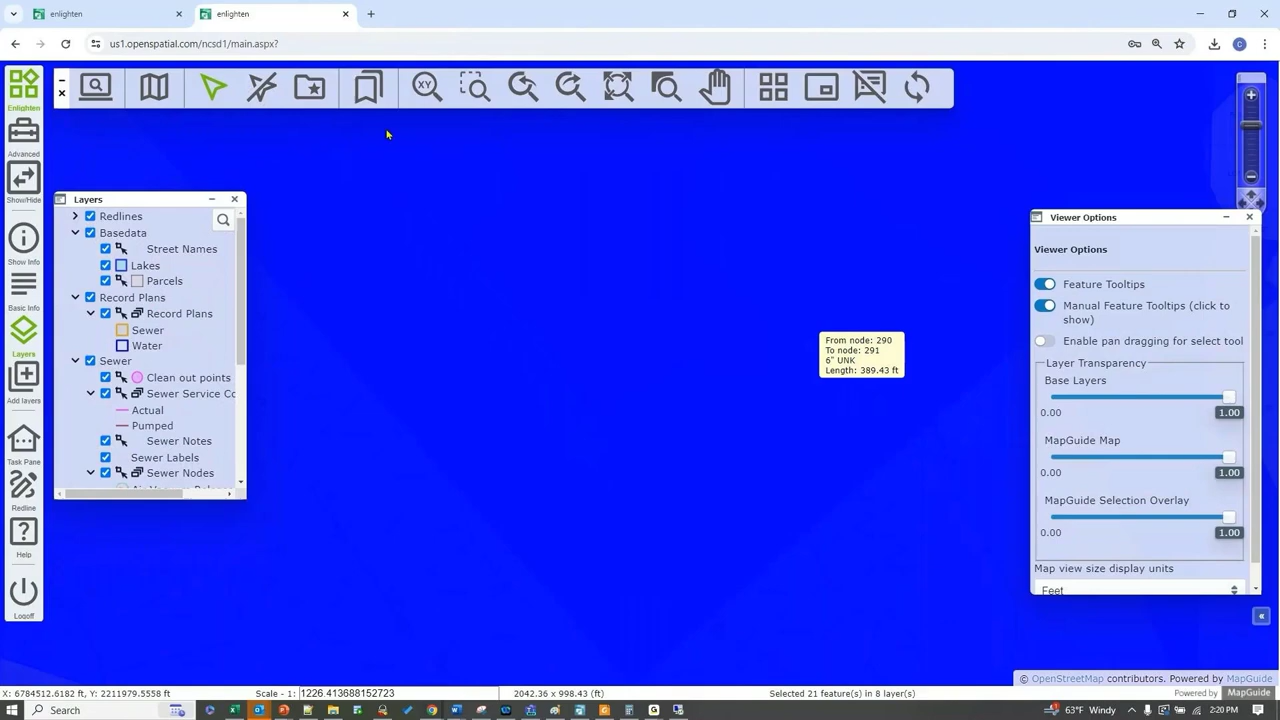 enlighten
enlighten
us1.openspatial.com/ncsd1/main.aspx?
Enlighten
Advanced
Show/Hide
Show Info
Basic Info
Layers
Add layers
Task Pane
Redline
Help
Logoff
XY
Layers
Redlines
Basedata
Street Names
Lakes
Parcels
Record Plans
Record Plans
Sewer
Water
Sewer
Clean out points
Sewer Service Co
Actual
Pumped
Sewer Notes
Sewer Labels
Sewer Nodes
From node: 290
To node: 291
6" UNK
Length: 389.43 ft
Viewer Options
Viewer Options
Feature Tooltips
Manual Feature Tooltips (click to
show)
Enable pan dragging for select tool
Layer Transparency
Base Layers
0.00 1.00
MapGuide Map
0.00 1.00
MapGuide Selection Overlay
0.00 1.00
Map view size display units
Feet
© OpenStreetMap contributors. Powered by MapGuide
X: 6784512.6182 ft, Y: 2211979.5558 ft
Scale - 1: 1226.413688152723
2042.36 x 998.43 (ft)
Selected 21 feature(s) in 8 layer(s)
Powered by MapGuide
Search
63°F Windy
2:20 PM